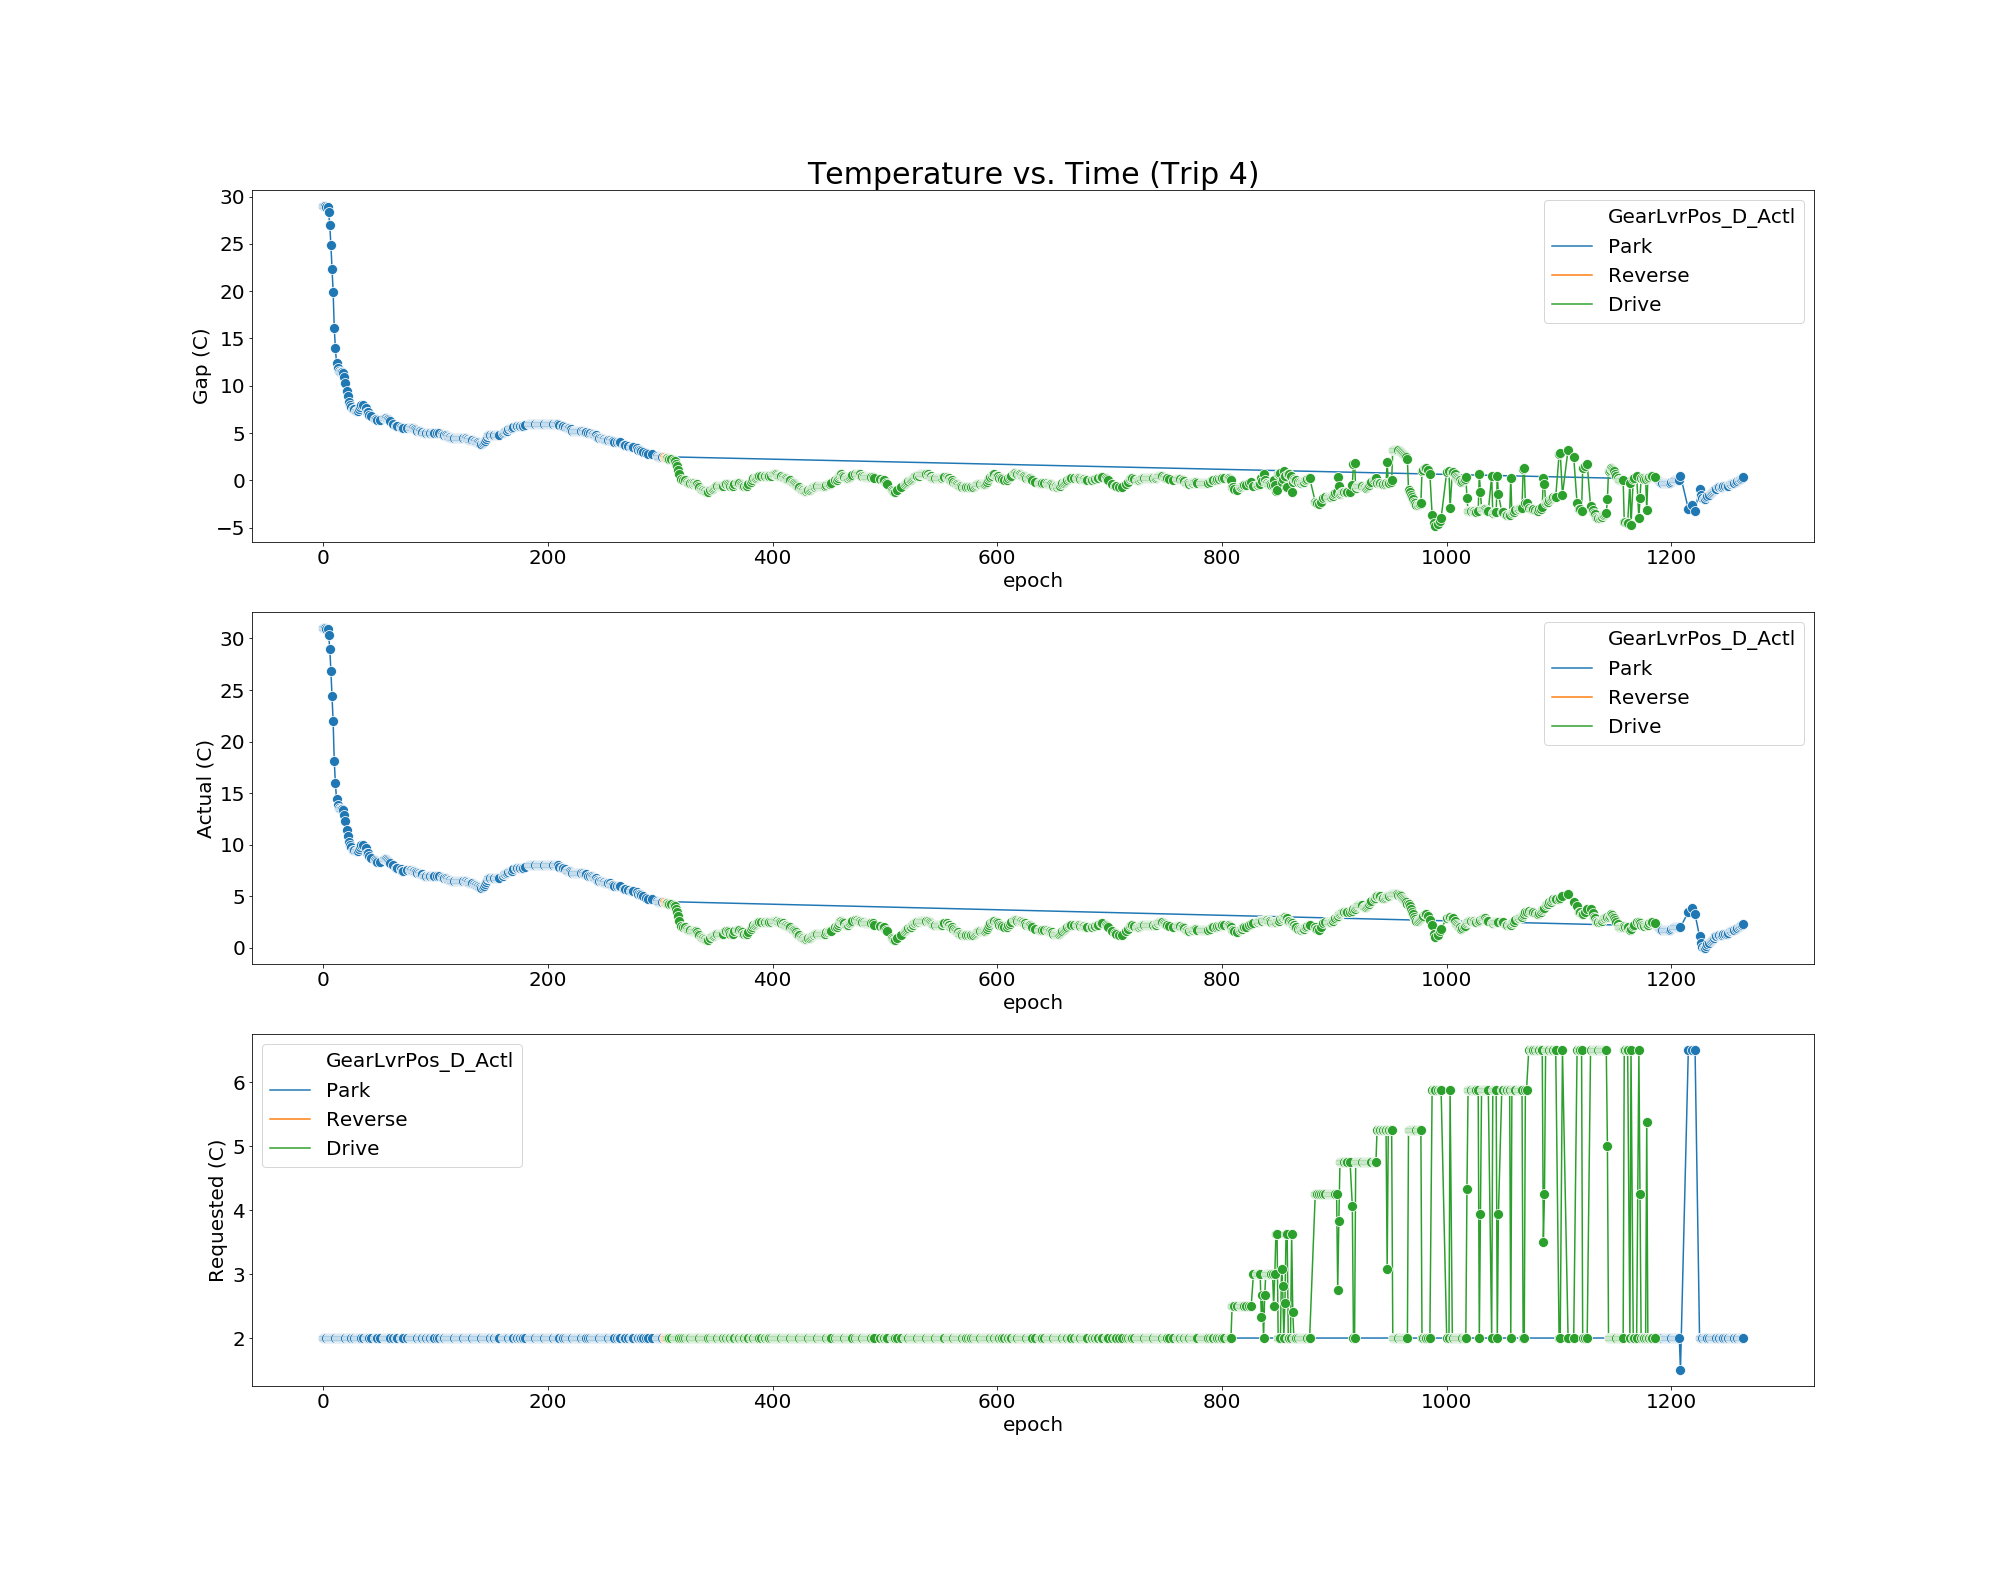 Temperature vs. Time (Trip 4)
30
25
20
15
10
5
0
−5
Gap (C)
GearLvrPos_D_Actl
Park
Reverse
Drive
0 200 400 600 800 1000 1200
epoch
30
25
20
15
10
5
0
Actual (C)
GearLvrPos_D_Actl
Park
Reverse
Drive
0 200 400 600 800 1000 1200
epoch
6
5
4
3
2
Requested (C)
GearLvrPos_D_Actl
Park
Reverse
Drive
0 200 400 600 800 1000 1200
epoch